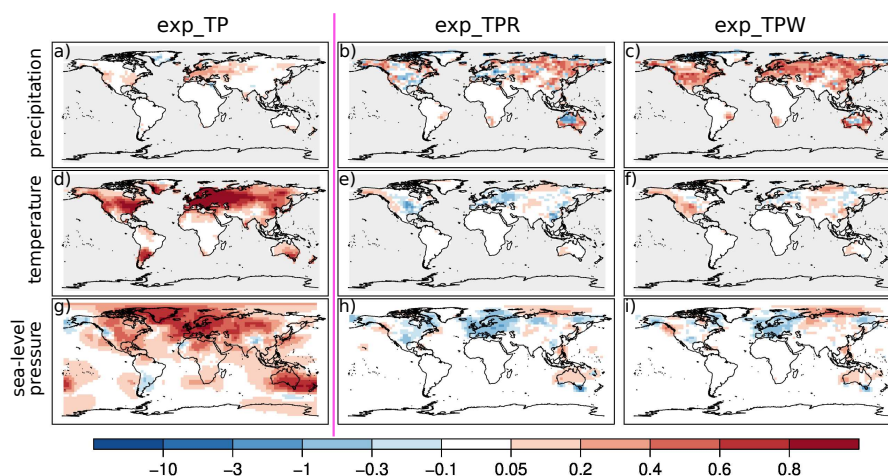 exp_TP exp_TPR exp_TPW
precipitation
a) b) c)
temperature
d) e) f)
sea-level
pressure
g) h) i)
−10 −3 −1 −0.3 −0.1 0.05 0.2 0.4 0.6 0.8